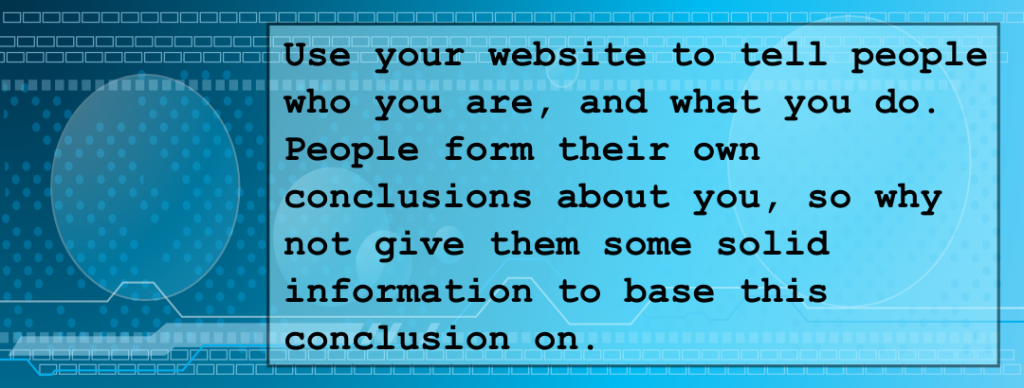 Use your website to tell people
who you are, and what you do.
People form their own
conclusions about you, so why
not give them some solid
information to base this
conclusion on.